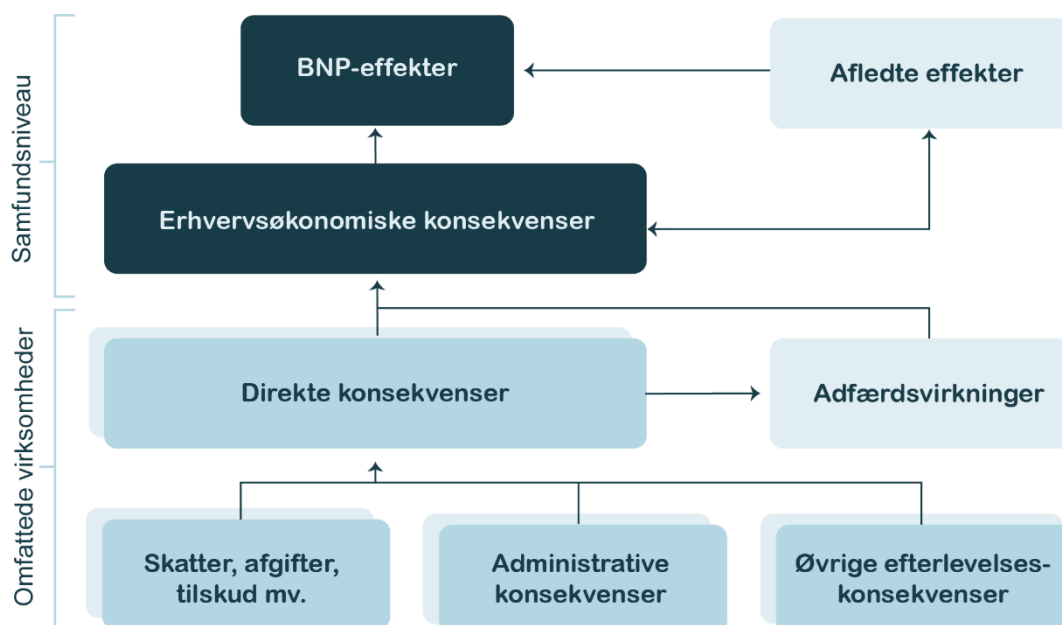 Samfundsniveau
BNP-effekter
Afledte effekter
Erhvervsøkonomiske konsekvenser
Omfattede virksomheder
Direkte konsekvenser
Adfærdsvirkninger
Skatter, afgifter,
tilskud mv.
Administrative
konsekvenser
Øvrige efterlevelses-
konsekvenser